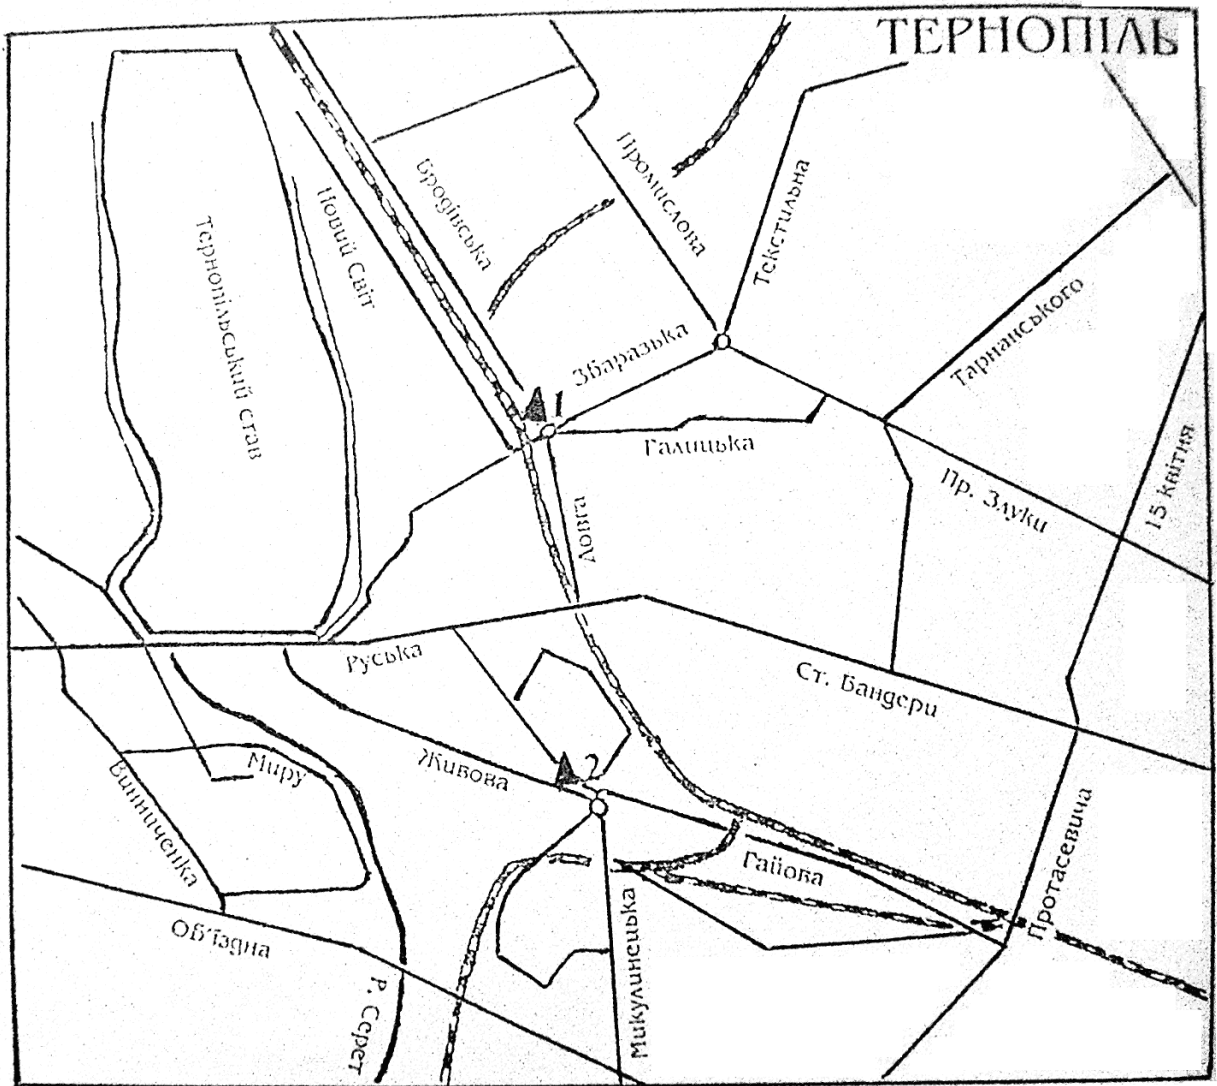 ТЕРНОПІЛЬ
Промислова
Бродівська
Текстильна
Новий Світ
Тернопільський став
Збаразька
Тарнанського
1
Галицька
15 квітня
Пр. Злуки
Довга
Руська
Ст. Бандери
Живова
2
Миру
Винниченка
Гайова
Протасевича
Об'їздна
Микулинецька
Р. Серет